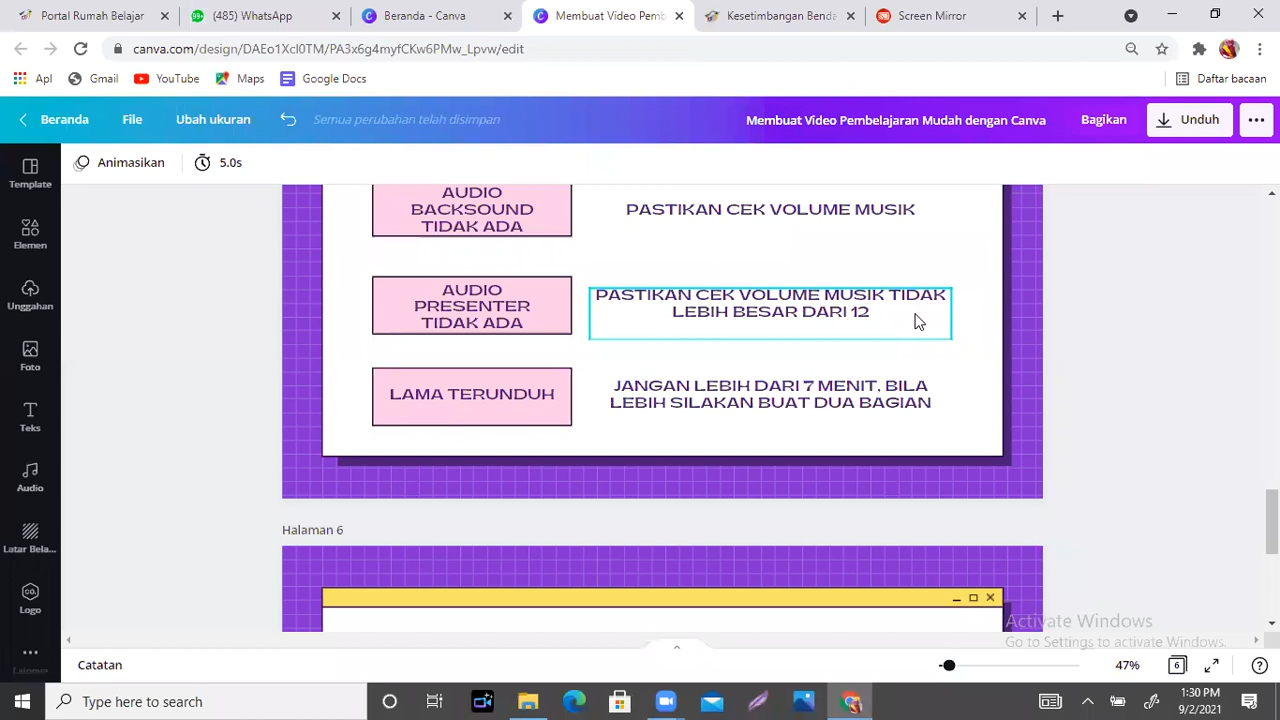 Portal Rumah Belajar
(485) WhatsApp
Beranda - Canva
Membuat Video Pemb
Kesetimbangan Benda
Screen Mirror
canva.com/design/DAEo1XcI0TM/PA3x6g4myfCKw6PMw_Lpvw/edit
Apl
Gmail
YouTube
Maps
Google Docs
Daftar bacaan
Beranda
File
Ubah ukuran
Semua perubahan telah disimpan
Membuat Video Pembelajaran Mudah dengan Canva
Bagikan
Unduh
Animasikan
5.0s
Template
Elemen
Unggahan
Foto
Teks
Audio
Latar Bela...
Logo
AUDIO
BACKSOUND
TIDAK ADA
PASTIKAN CEK VOLUME MUSIK
AUDIO
PRESENTER
TIDAK ADA
PASTIKAN CEK VOLUME MUSIK TIDAK
LEBIH BESAR DARI 12
LAMA TERUNDUH
JANGAN LEBIH DARI 7 MENIT, BILA
LEBIH SILAKAN BUAT DUA BAGIAN
Halaman 6
Activate Windows
Go to Settings to activate Windows.
Catatan
47%
6
Type here to search
1:30 PM
9/2/2021